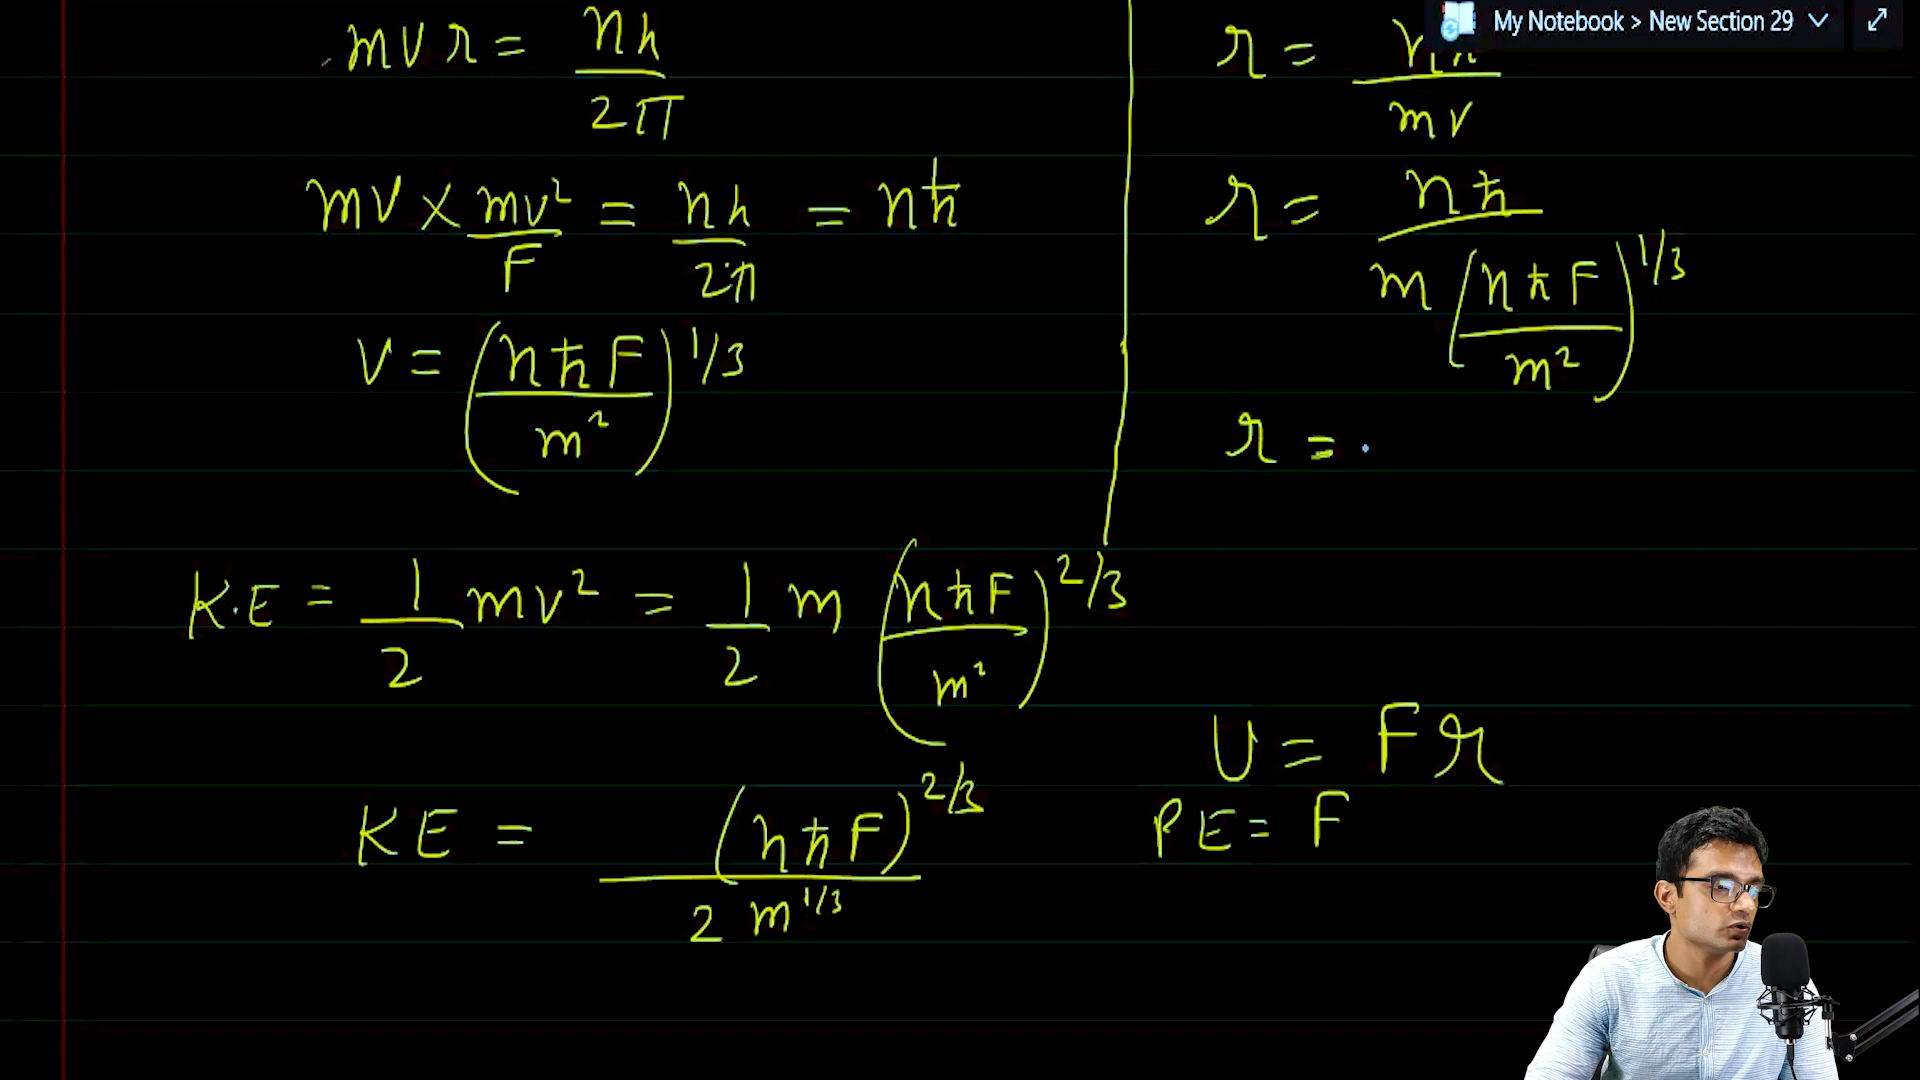 My Notebook > New Section 29
mvr = nh / 2π
mv × mv² / F = nh / 2π = nħ
v = (nħF / m²)^1/3
K.E = 1/2 mv² = 1/2 m (nħF / m²)^2/3
KE = (nħF)^2/3 / 2 m^1/3
r = / mv
r = nħ / m (nħF / m²)^1/3
r =
U = Fr
PE = F